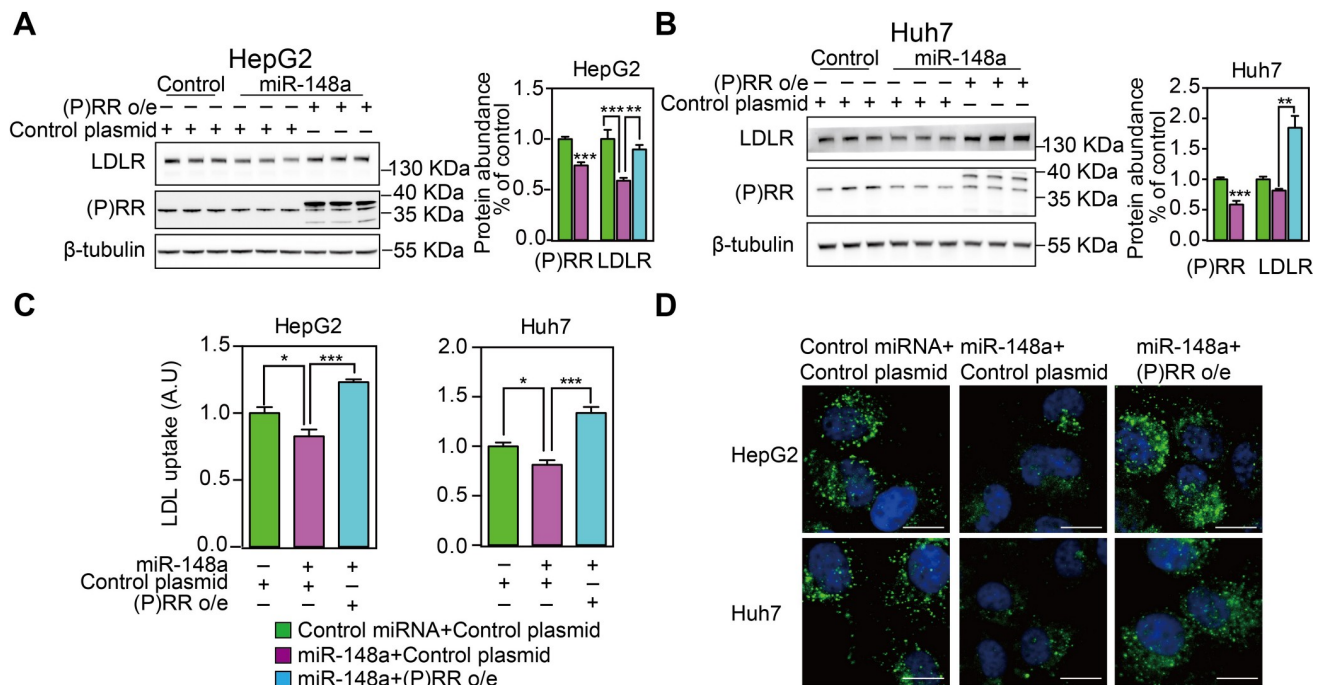 A
HepG2
Control miR-148a
(P)RR o/e − − − − − − + + +
Control plasmid + + + + + + − − −
LDLR
−130 KDa
(P)RR
−40 KDa
−35 KDa
β-tubulin
−55 KDa
HepG2
Protein abundance
% of control
1.5
1.0
0.5
0.0
***
*** **
(P)RR LDLR
B
Huh7
Control miR-148a
(P)RR o/e − − − − − − + + +
Control plasmid + + + + + + − − −
LDLR
−130 KDa
(P)RR
−40 KDa
−35 KDa
β-tubulin
−55 KDa
Huh7
Protein abundance
% of control
2.5
2.0
1.5
1.0
0.5
0.0
***
**
(P)RR LDLR
C
HepG2
LDL uptake (A.U)
1.5
1.0
0.5
0.0
* ***
Huh7
2.0
1.5
1.0
0.5
0.0
* ***
miR-148a − + + − + +
Control plasmid + + − + + −
(P)RR o/e − − + − − +
Control miRNA+Control plasmid
miR-148a+Control plasmid
miR-148a+(P)RR o/e
D
Control miRNA+ miR-148a+ miR-148a+
Control plasmid Control plasmid (P)RR o/e
HepG2
Huh7